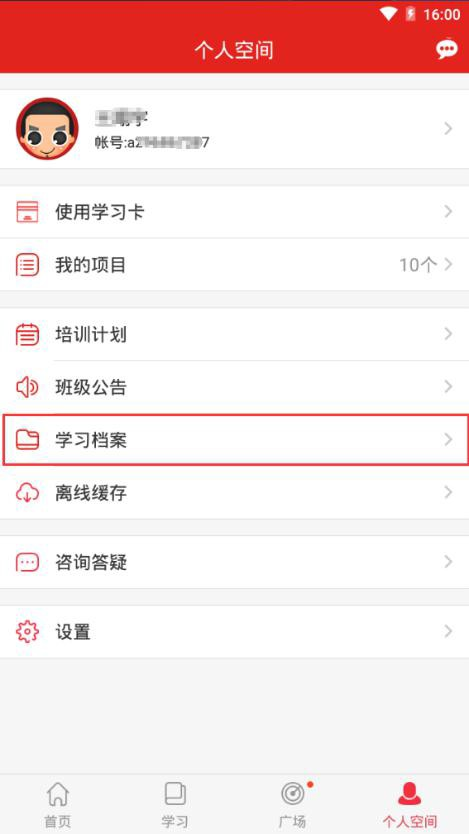 16:00
个人空间
帐号:a2
使用学习卡
我的项目 10个
培训计划
班级公告
学习档案
离线缓存
咨询答疑
设置
首页 学习 广场 个人空间